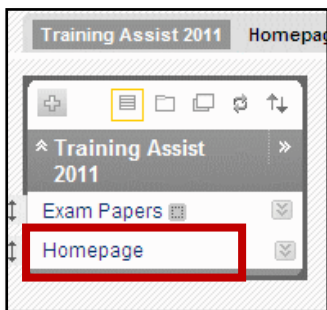 Training Assist 2011 Homepag
Training Assist
2011
Exam Papers
Homepage